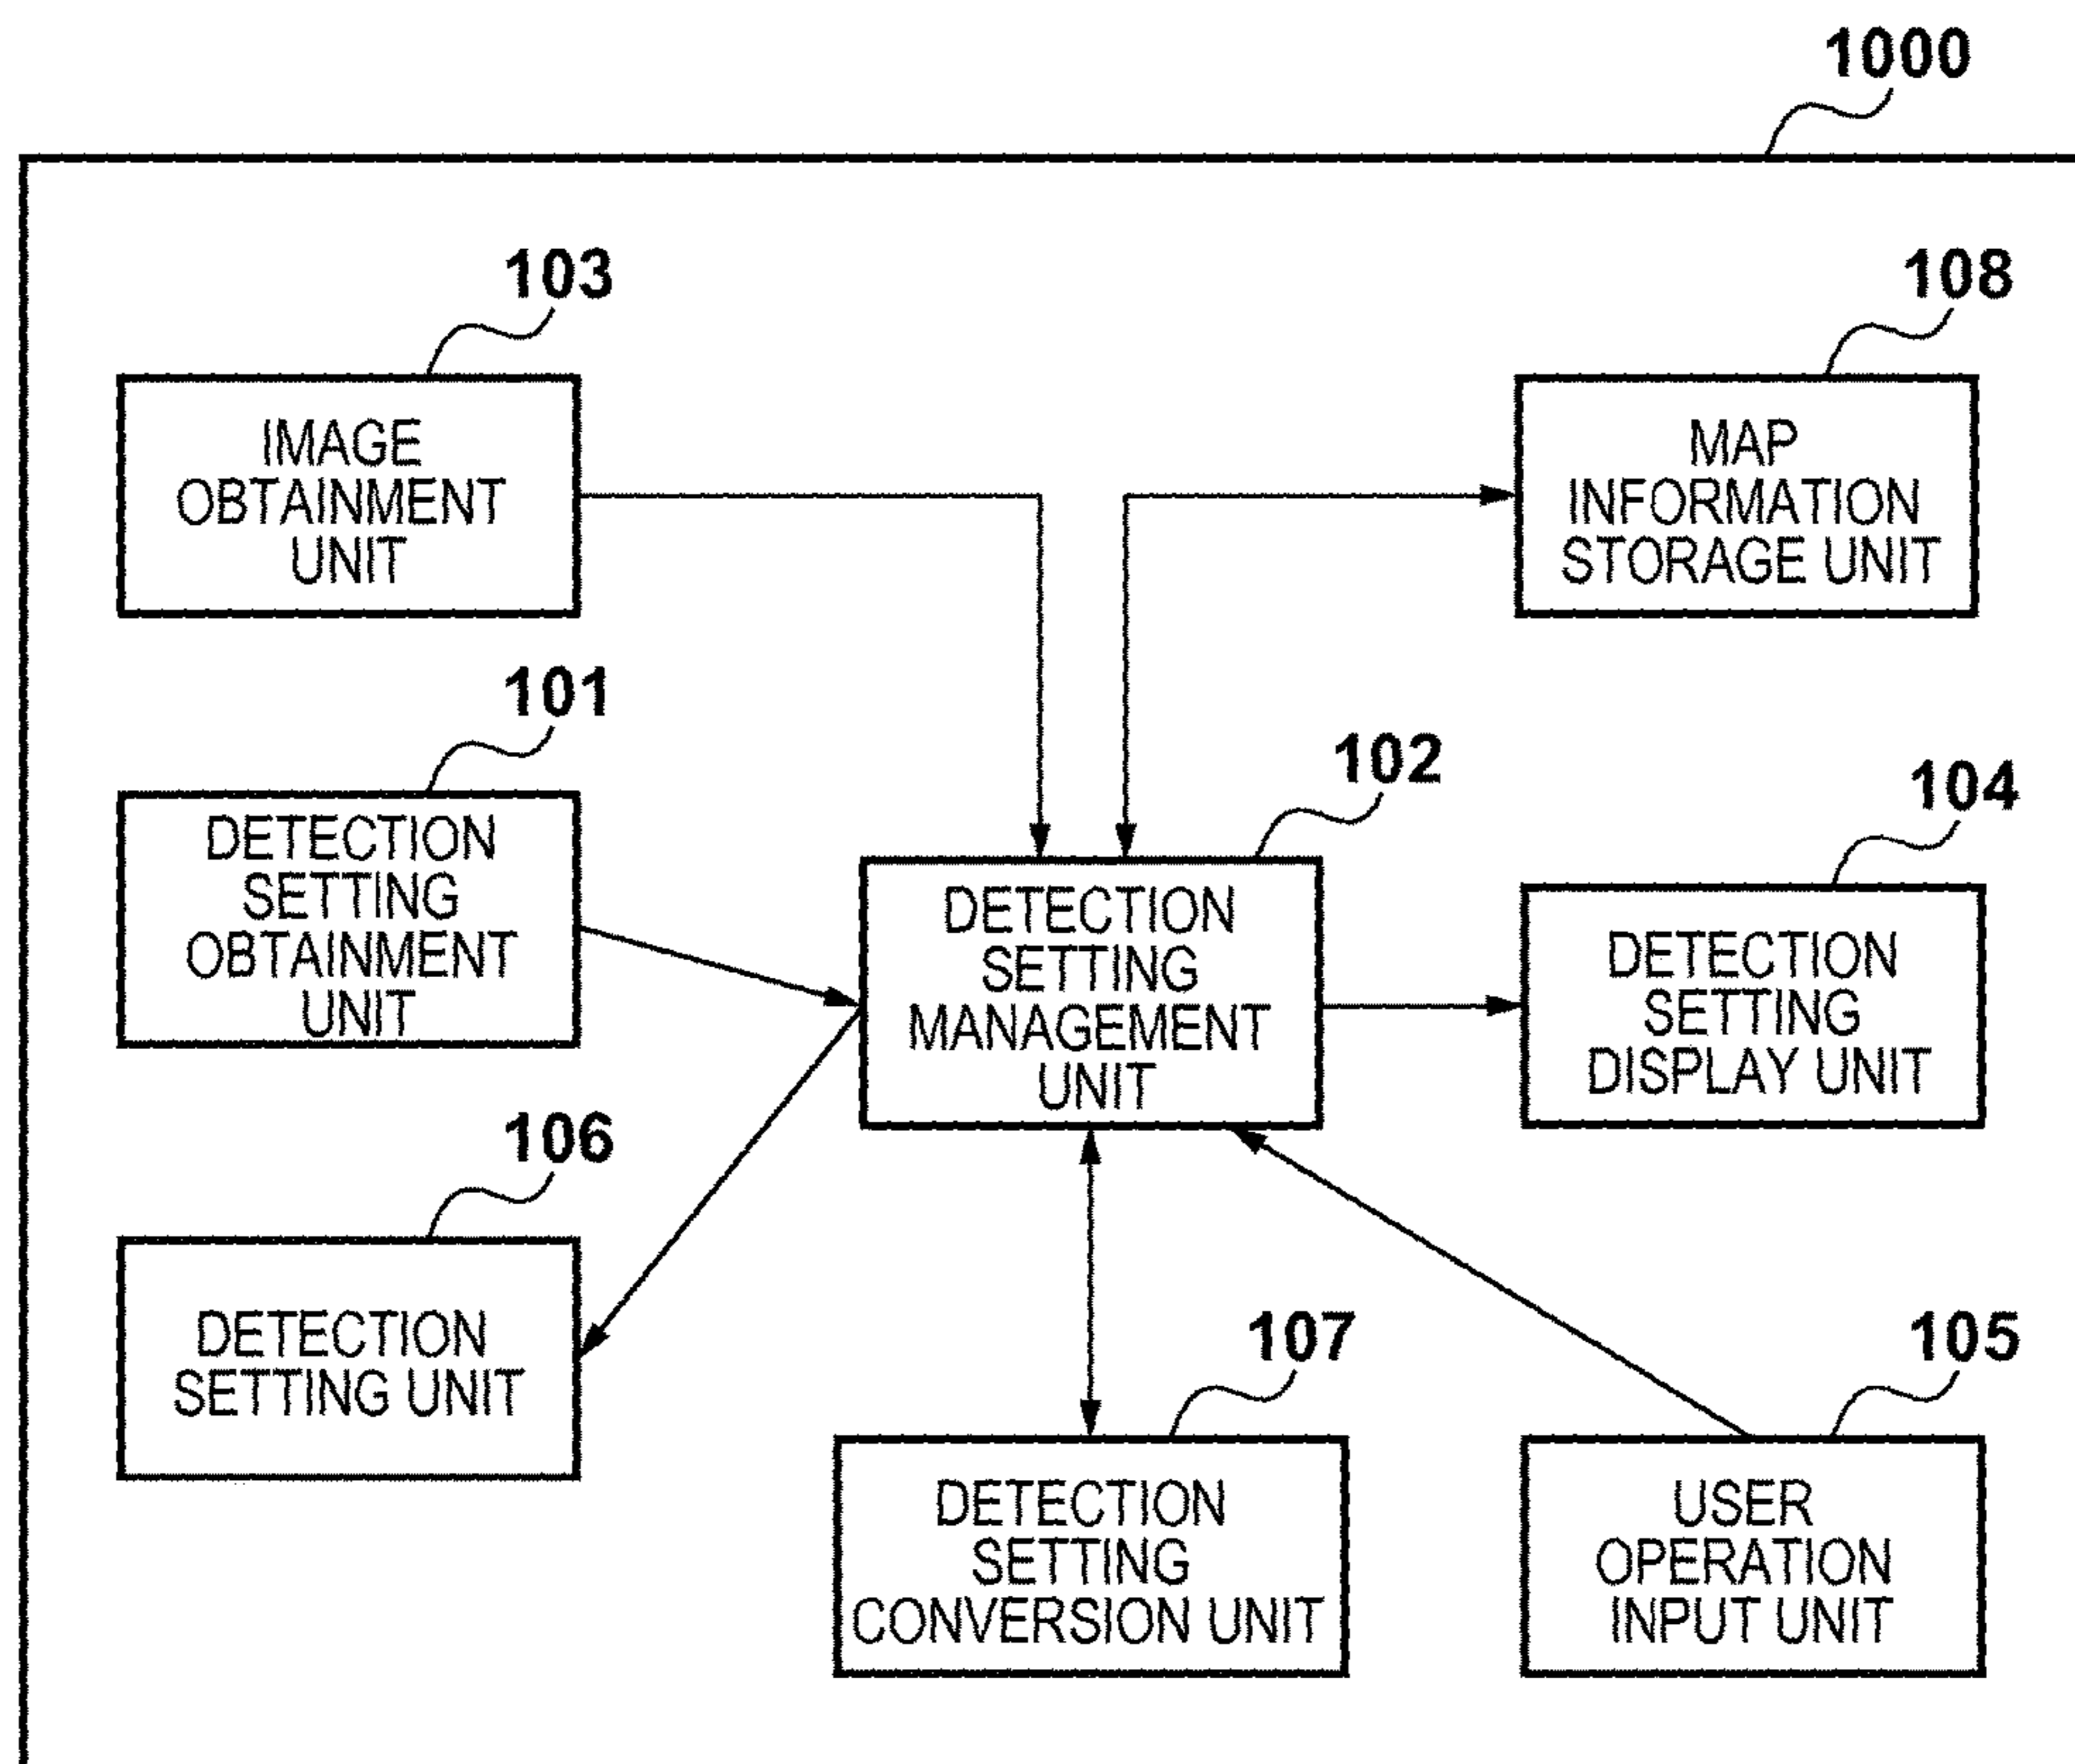 1000
103
IMAGE
OBTAINMENT
UNIT
108
MAP
INFORMATION
STORAGE UNIT
101
DETECTION
SETTING
OBTAINMENT
UNIT
102
DETECTION
SETTING
MANAGEMENT
UNIT
104
DETECTION
SETTING
DISPLAY UNIT
106
DETECTION
SETTING UNIT
107
DETECTION
SETTING
CONVERSION UNIT
105
USER
OPERATION
INPUT UNIT